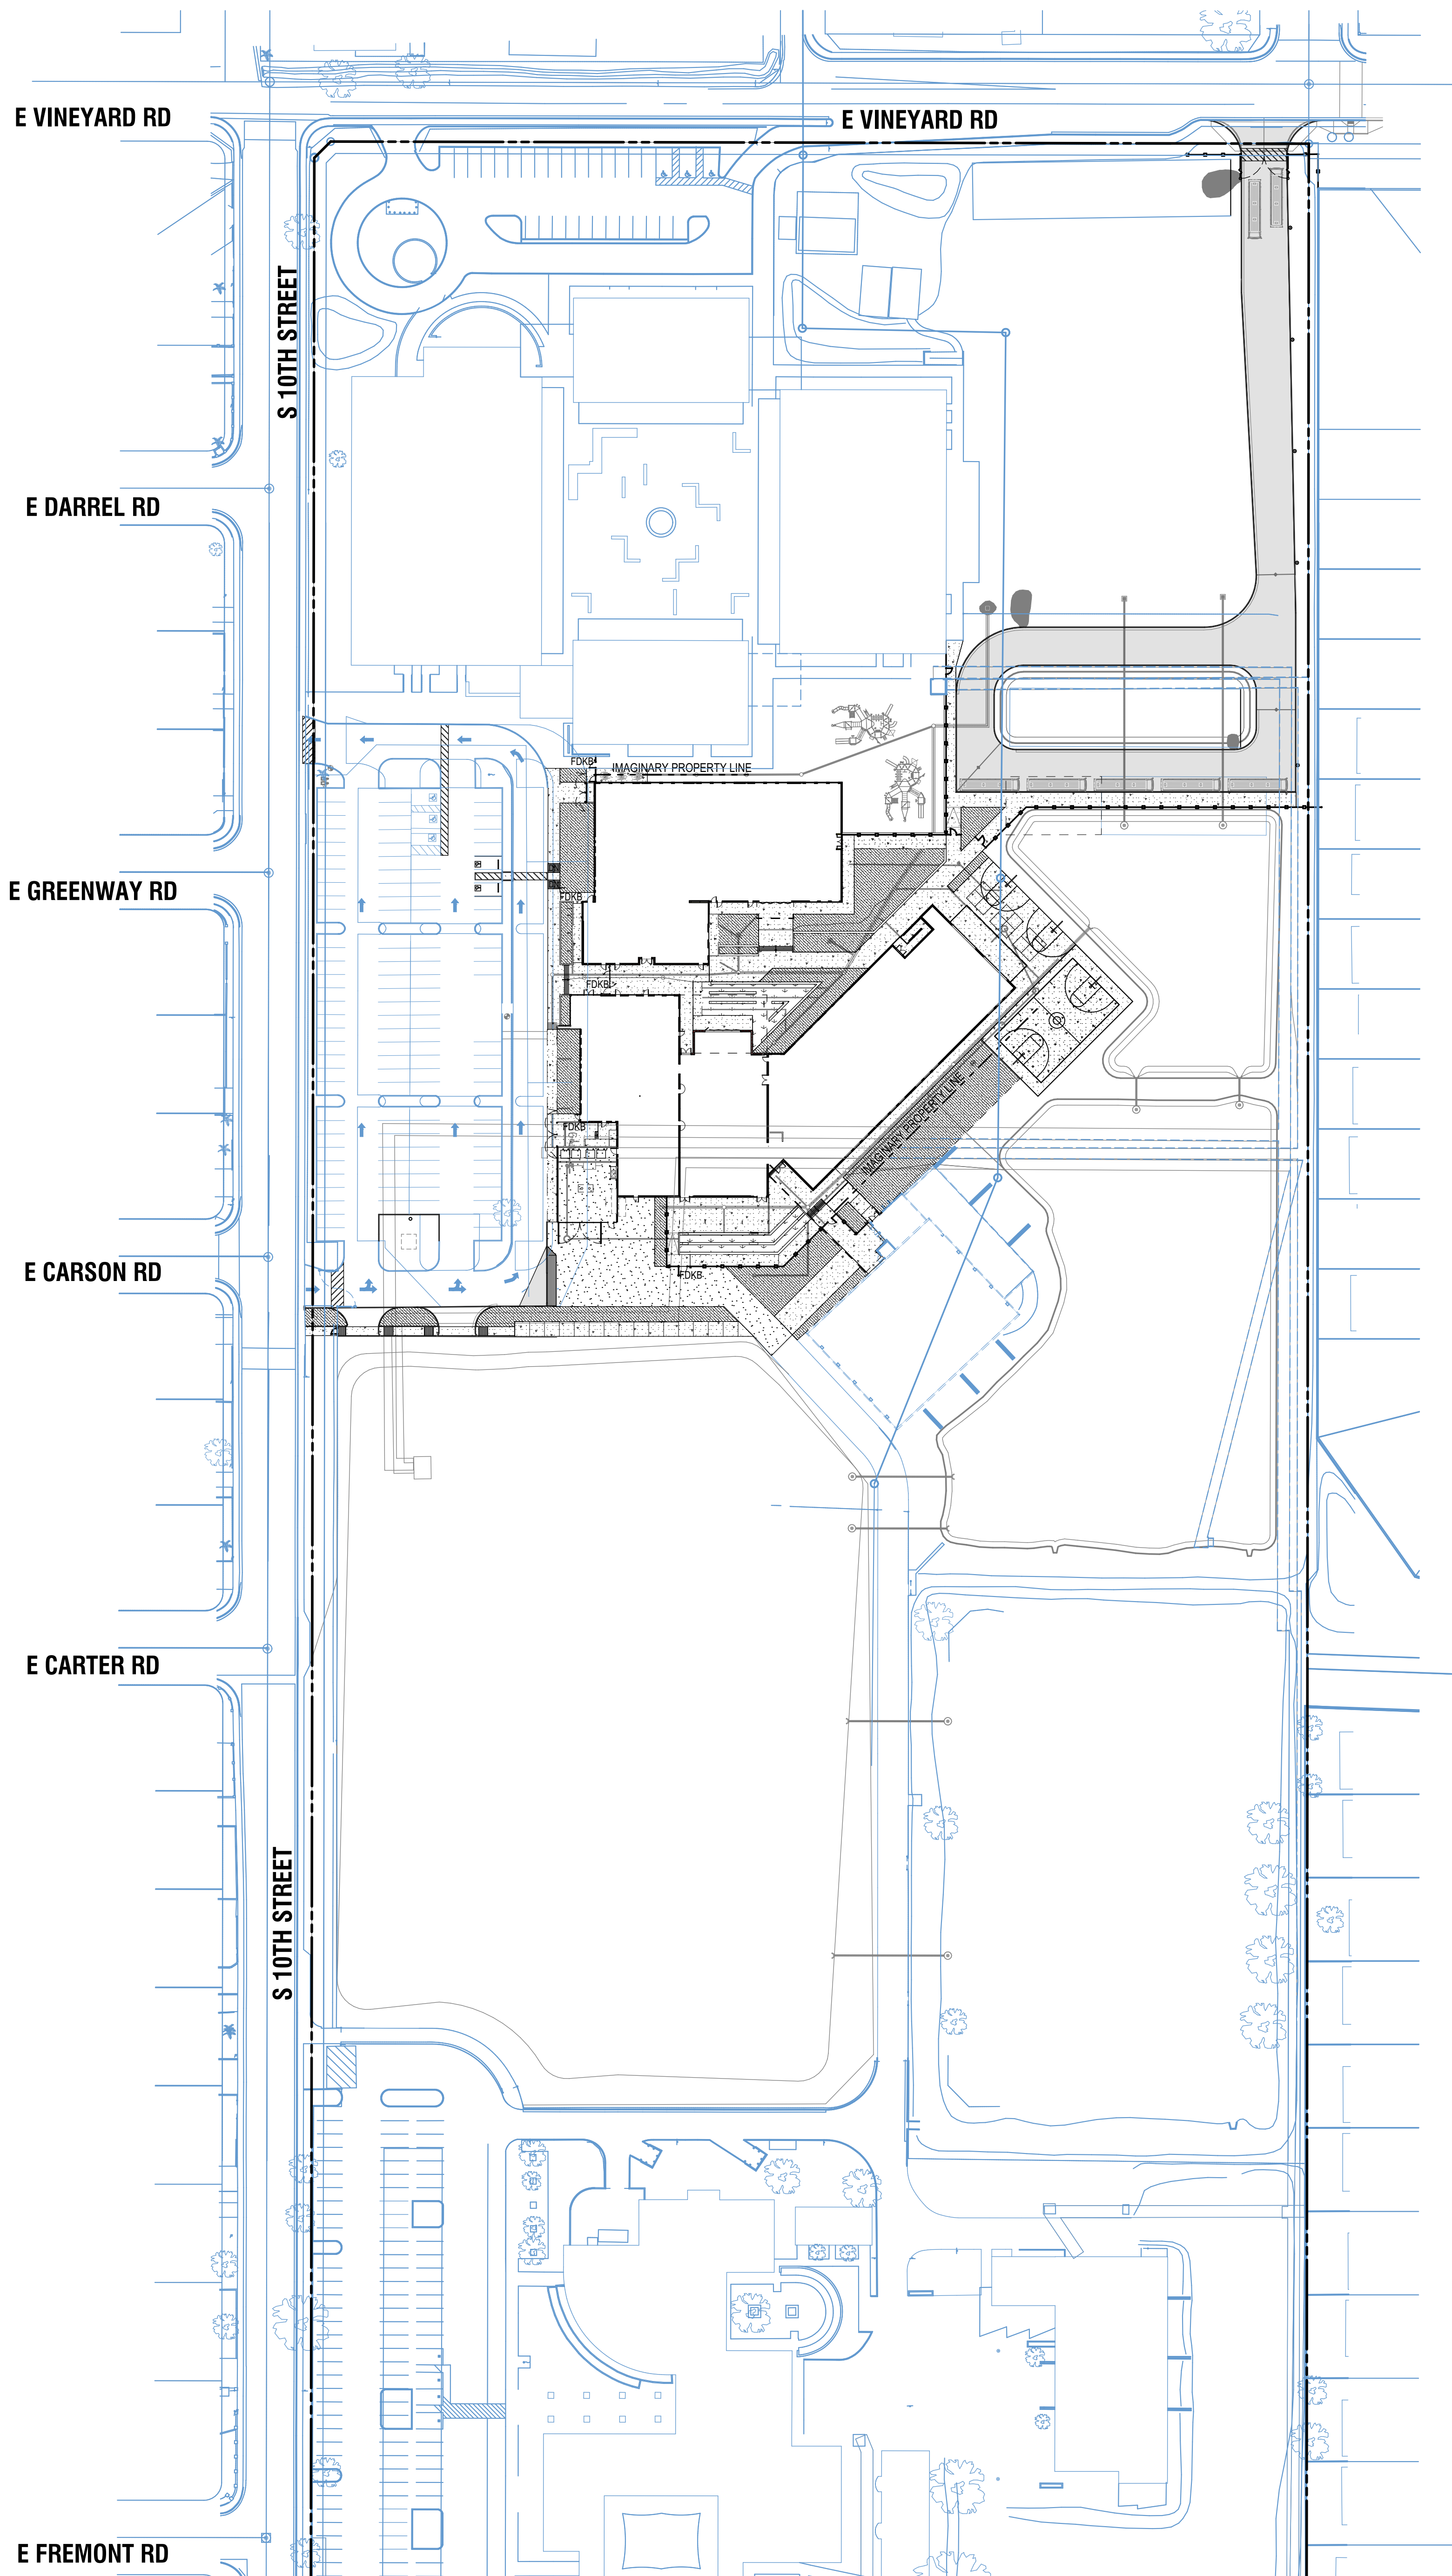 E VINEYARD RD
E VINEYARD RD
S 10TH STREET
E DARREL RD
FDKB
IMAGINARY PROPERTY LINE
E GREENWAY RD
FDKB
FDKB
IMAGINARY PROPERTY LINE
FDKB
E CARSON RD
FDKB
E CARTER RD
S 10TH STREET
E FREMONT RD